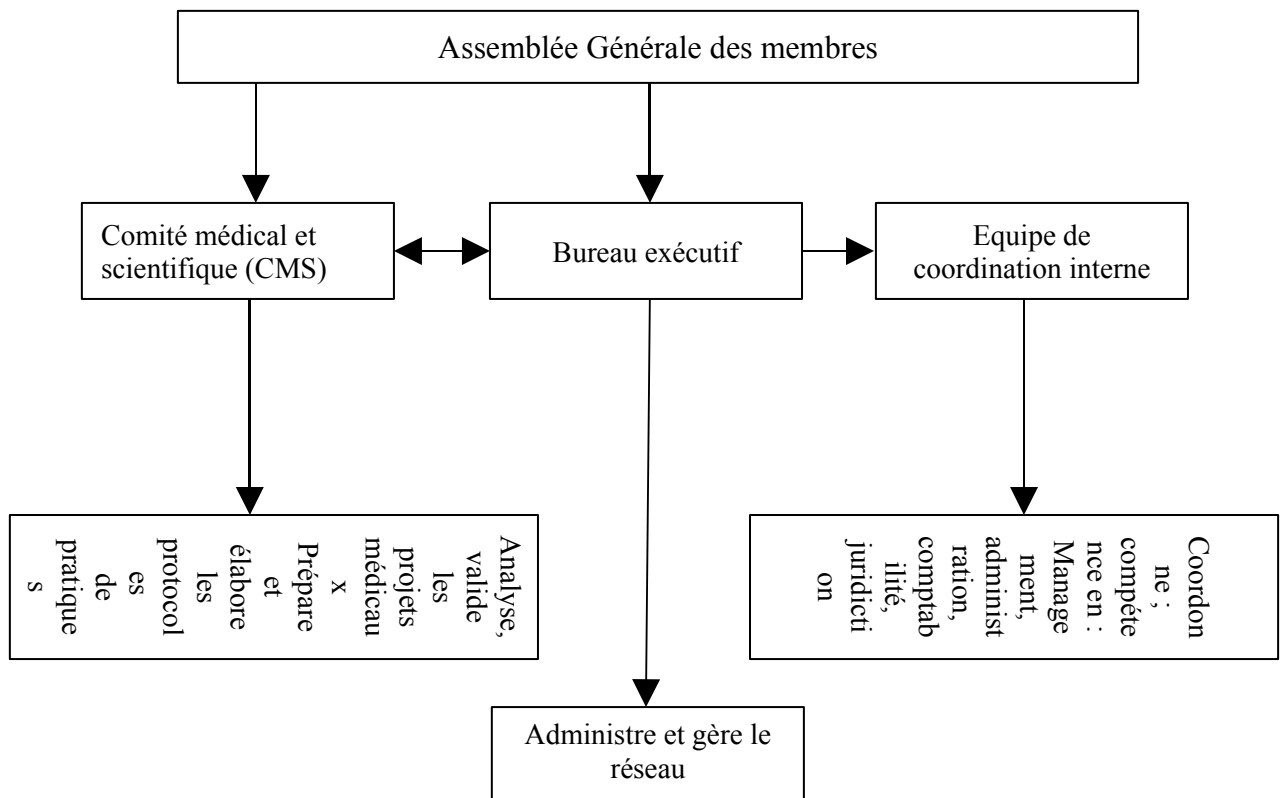 Assemblée Générale des membres
Comité médical et
scientifique (CMS)
Bureau exécutif
Equipe de
coordination interne
Analyse,
valide
les
projets
médicau
x
Prépare
et
élabore
les
protocol
es
de
pratique
s
Coordon
ne ;
compéte
nce en :
Manage
ment,
administ
ration,
comptab
ilité,
juridicti
on
Administre et gère le
réseau